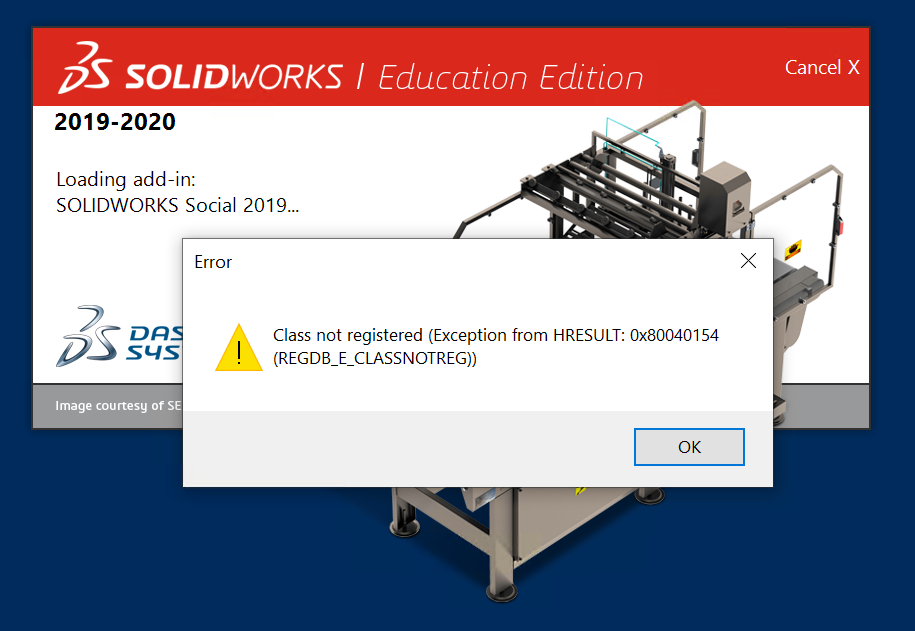 SOLIDWORKS | Education Edition
Cancel X
2019-2020
Loading add-in:
SOLIDWORKS Social 2019...
Error
Class not registered (Exception from HRESULT: 0x80040154
(REGDB_E_CLASSNOTREG))
DAS
SYS
Image courtesy of SE
OK